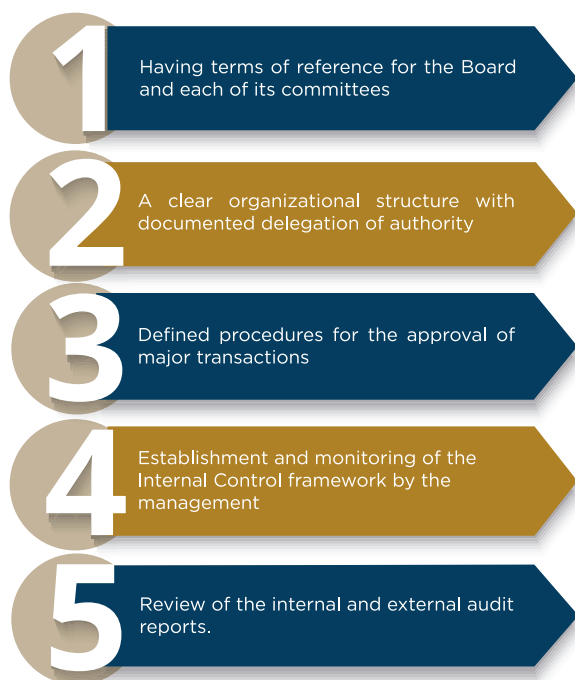 1
Having terms of reference for the Board
and each of its committees
2
A clear organizational structure with
documented delegation of authority
3
Defined procedures for the approval of
major transactions
4
Establishment and monitoring of the
Internal Control framework by the
management
5
Review of the internal and external audit
reports.